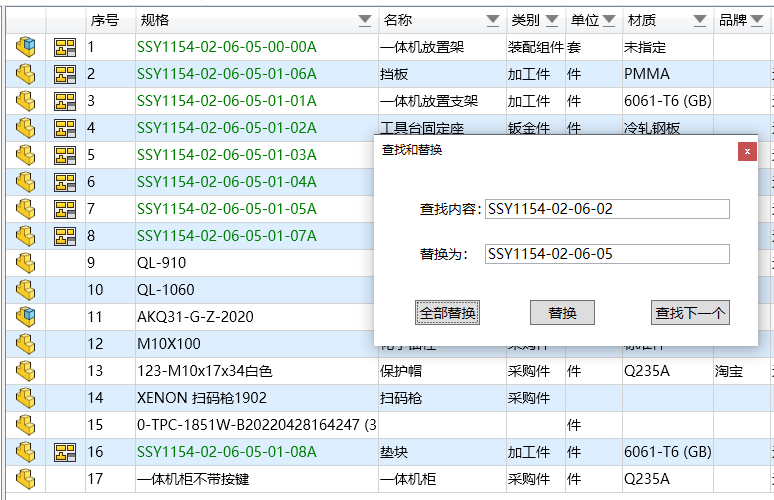 序号 规格 名称 类别 单位 材质 品牌
1 SSY1154-02-06-05-00-00A 一体机放置架 装配组件 套 未指定
2 SSY1154-02-06-05-01-06A 挡板 加工件 件 PMMA
3 SSY1154-02-06-05-01-01A 一体机放置支架 加工件 件 6061-T6 (GB)
4 SSY1154-02-06-05-01-02A 工具台固定座 钣金件 件 冷轧钢板
5 SSY1154-02-06-05-01-03A
6 SSY1154-02-06-05-01-04A
7 SSY1154-02-06-05-01-05A
8 SSY1154-02-06-05-01-07A
9 QL-910
10 QL-1060
11 AKQ31-G-Z-2020
12 M10X100 采购件 件
13 123-M10x17x34白色 保护帽 采购件 件 Q235A 淘宝
14 XENON 扫码枪1902 扫码枪 采购件
15 0-TPC-1851W-B20220428164247 (3 件
16 SSY1154-02-06-05-01-08A 垫块 加工件 件 6061-T6 (GB)
17 一体机柜不带按键 一体机柜 采购件 件 Q235A
查找和替换
x
查找内容: SSY1154-02-06-02
替换为: SSY1154-02-06-05
全部替换 替换 查找下一个